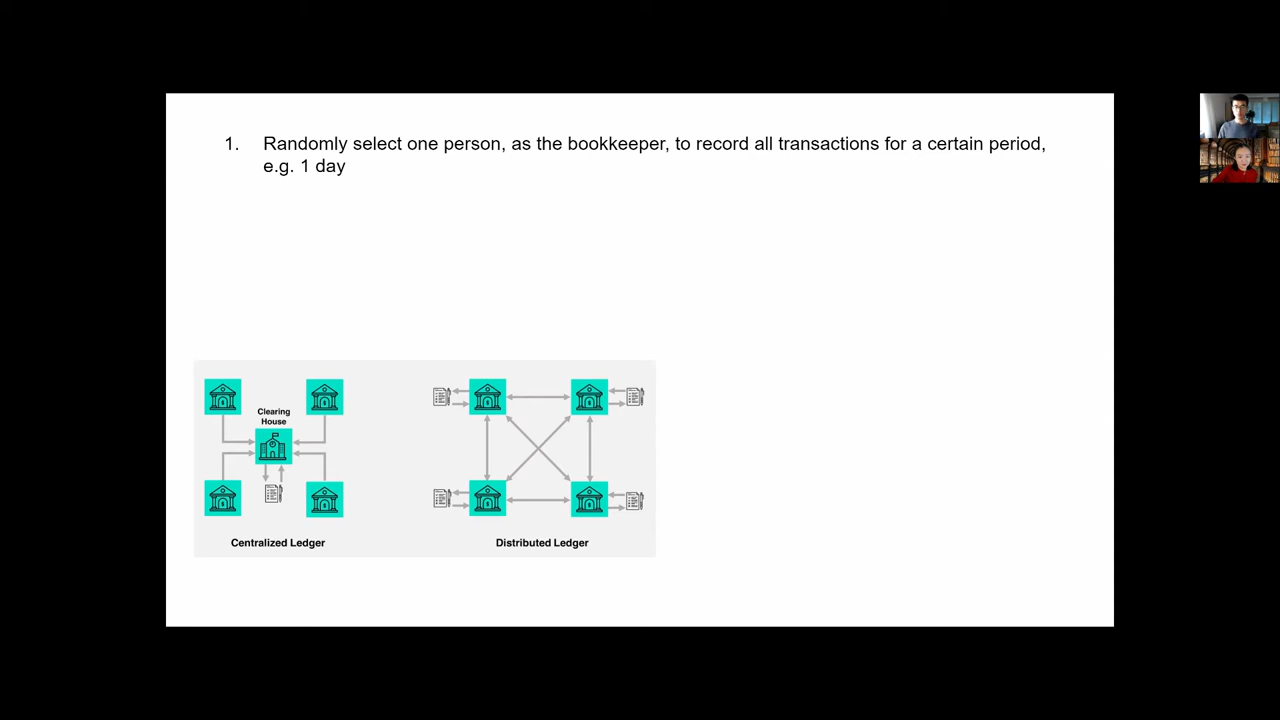 1. Randomly select one person, as the bookkeeper, to record all transactions for a certain period,
e.g. 1 day
Clearing
House
Centralized Ledger
Distributed Ledger